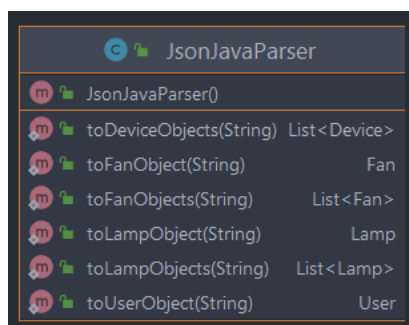 JsonJavaParser
JsonJavaParser()
toDeviceObjects(String) List<Device>
toFanObject(String) Fan
toFanObjects(String) List<Fan>
toLampObject(String) Lamp
toLampObjects(String) List<Lamp>
toUserObject(String) User